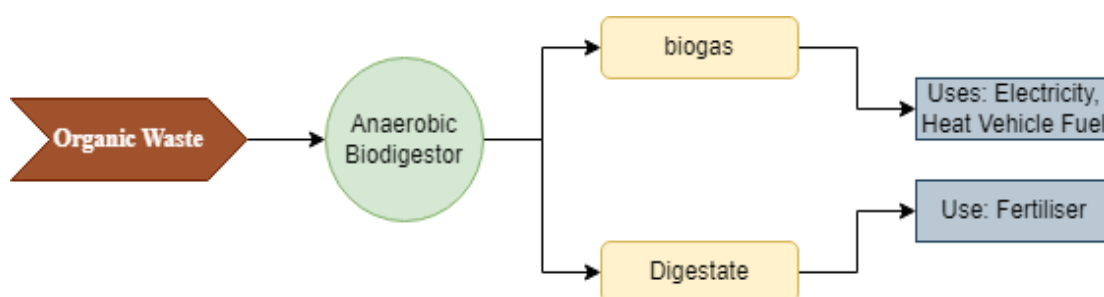 Organic Waste
Anaerobic
Biodigestor
biogas
Uses: Electricity,
Heat Vehicle Fuel
Digestate
Use: Fertiliser